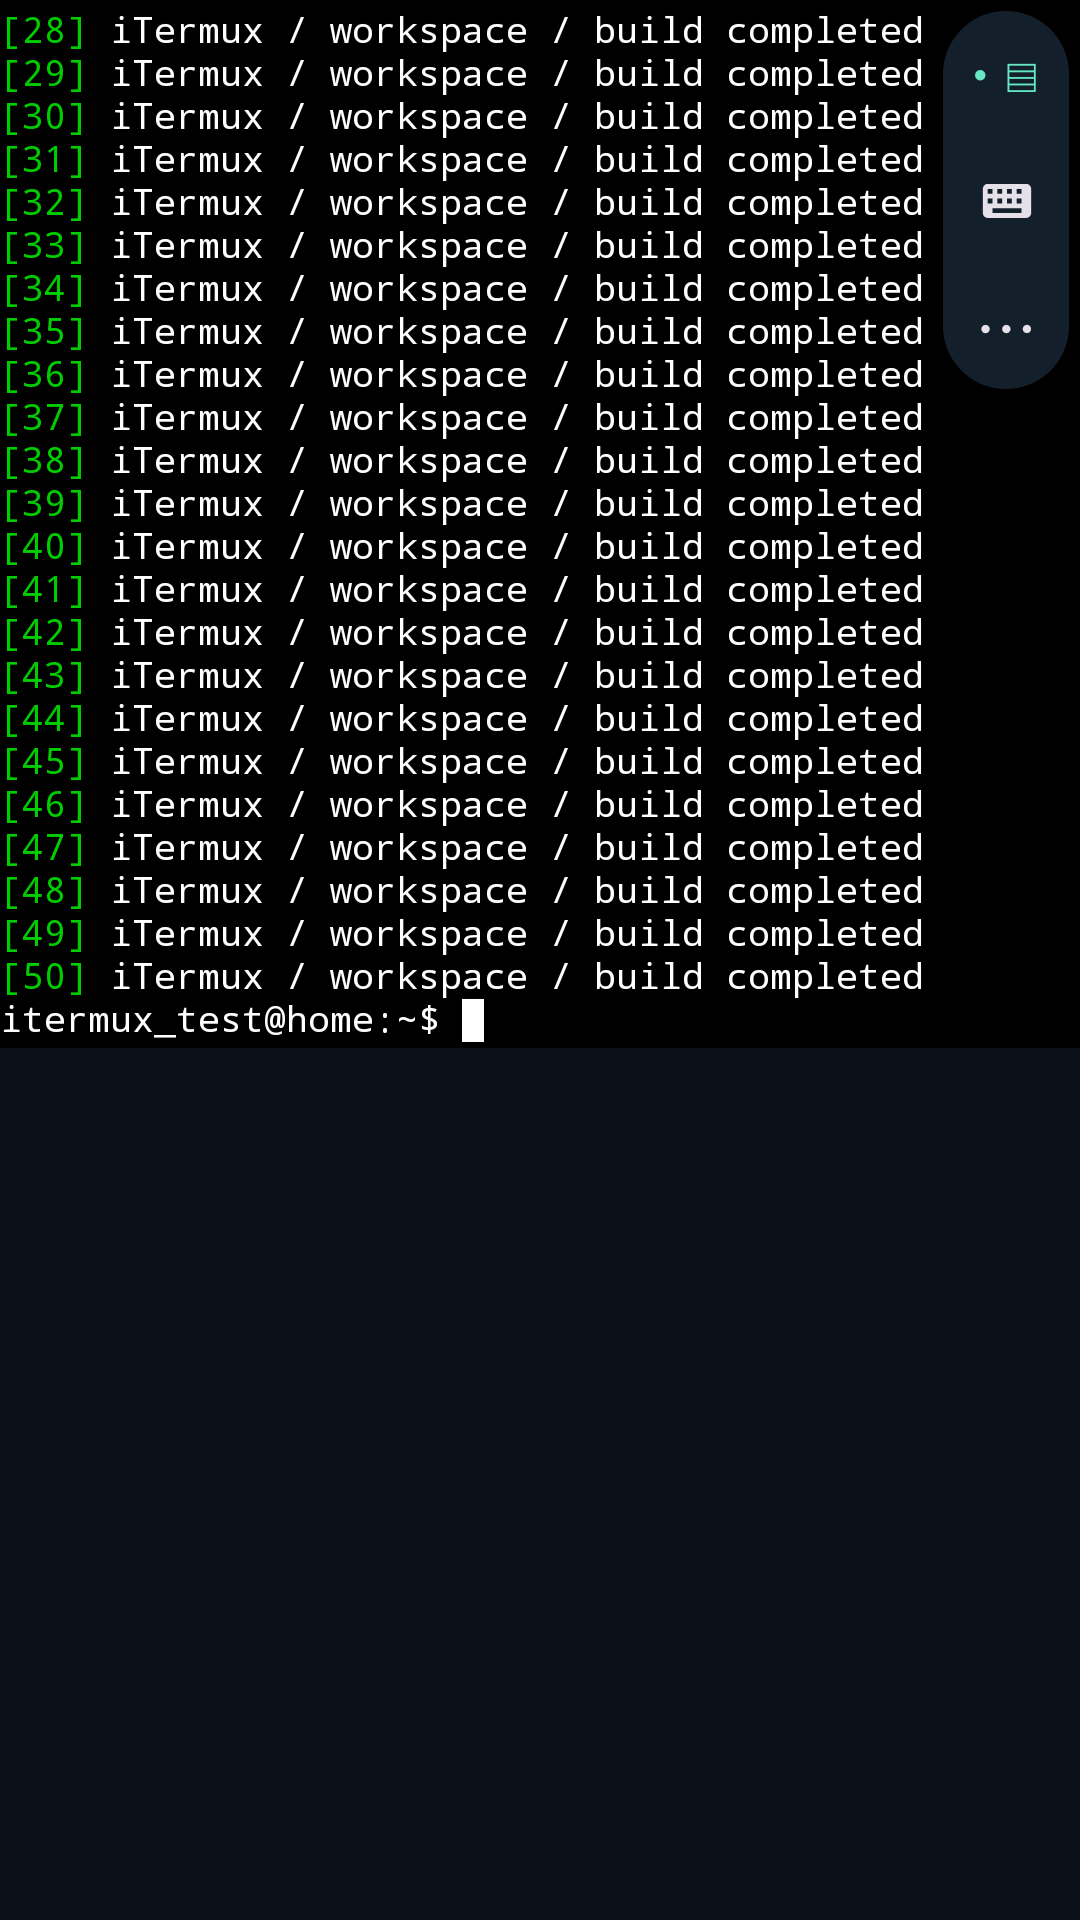 [28] iTermux / workspace / build completed
[29] iTermux / workspace / build completed
[30] iTermux / workspace / build completed
[31] iTermux / workspace / build completed
[32] iTermux / workspace / build completed
[33] iTermux / workspace / build completed
[34] iTermux / workspace / build completed
[35] iTermux / workspace / build completed
[36] iTermux / workspace / build completed
[37] iTermux / workspace / build completed
[38] iTermux / workspace / build completed
[39] iTermux / workspace / build completed
[40] iTermux / workspace / build completed
[41] iTermux / workspace / build completed
[42] iTermux / workspace / build completed
[43] iTermux / workspace / build completed
[44] iTermux / workspace / build completed
[45] iTermux / workspace / build completed
[46] iTermux / workspace / build completed
[47] iTermux / workspace / build completed
[48] iTermux / workspace / build completed
[49] iTermux / workspace / build completed
[50] iTermux / workspace / build completed
itermux_test@home:~$